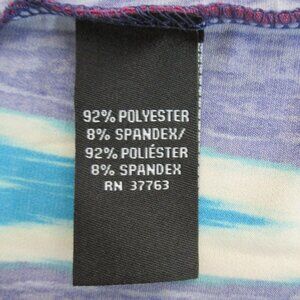 92% POLYESTER
8% SPANDEX/
92% POLIÉSTER
8% SPANDEX
RN 37763